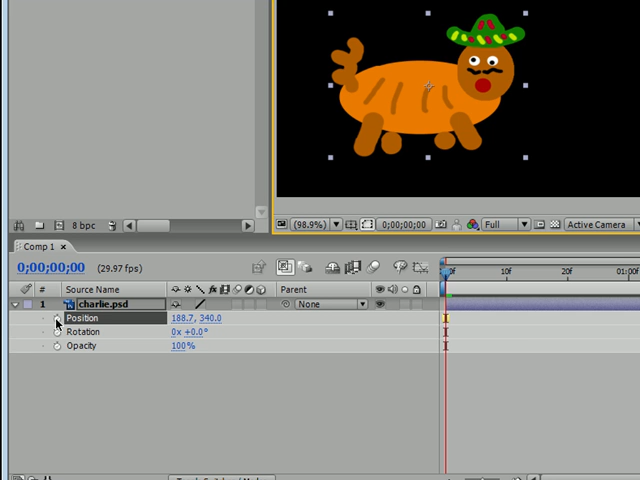 8 bpc
(98.9%)
0;00;00;00
Full
Active Camera
Comp 1
0;00;00;00
(29.97 fps)
10f
20f
01:00f
#
Source Name
Parent
1
charlie.psd
None
Position
188.7, 340.0
Rotation
0x +0.0°
Opacity
100%